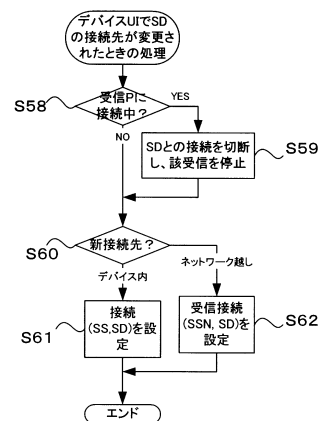 デバイスUIでSD
の接続先が変更さ
れたときの処理
S58
受信Pに
接続中？
YES
NO
SDとの接続を切断
し、該受信を停止
S59
新接続先？
S60
デバイス内
ネットワーク越し
接続
(SS,SD)を設
定
S61
受信接続
(SSN, SD)を
設定
S62
エンド